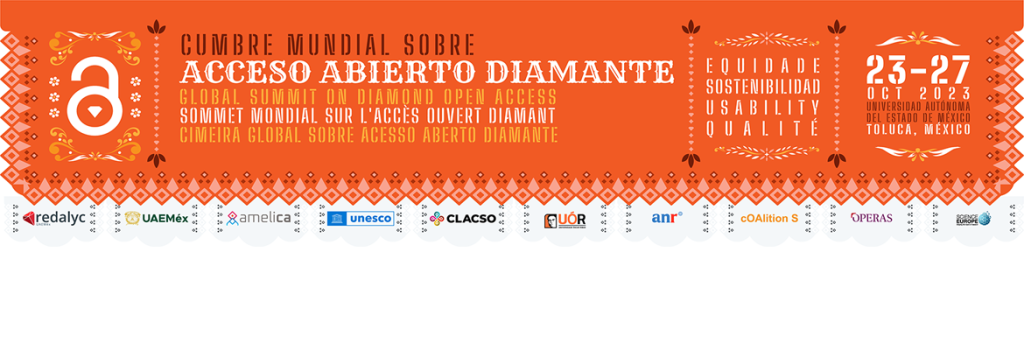 CUMBRE MUNDIAL SOBRE
ACCESO ABIERTO DIAMANTE
GLOBAL SUMMIT ON DIAMOND OPEN ACCESS
SOMMET MONDIAL SUR L'ACCÈS OUVERT DIAMANT
CIMEIRA GLOBAL SOBRE ACESSO ABERTO DIAMANTE
EQUIDADE
SOSTENIBILIDAD
USABILITY
QUALITÉ
23–27
OCT 2023
UNIVERSIDAD AUTÓNOMA
DEL ESTADO DE MÉXICO
TOLUCA, MÉXICO
redalyc
UAEMéx
amelica
unesco
CLACSO
UÓR
anr
cOAlition S
OPERAS
SCIENCE
EUROPE